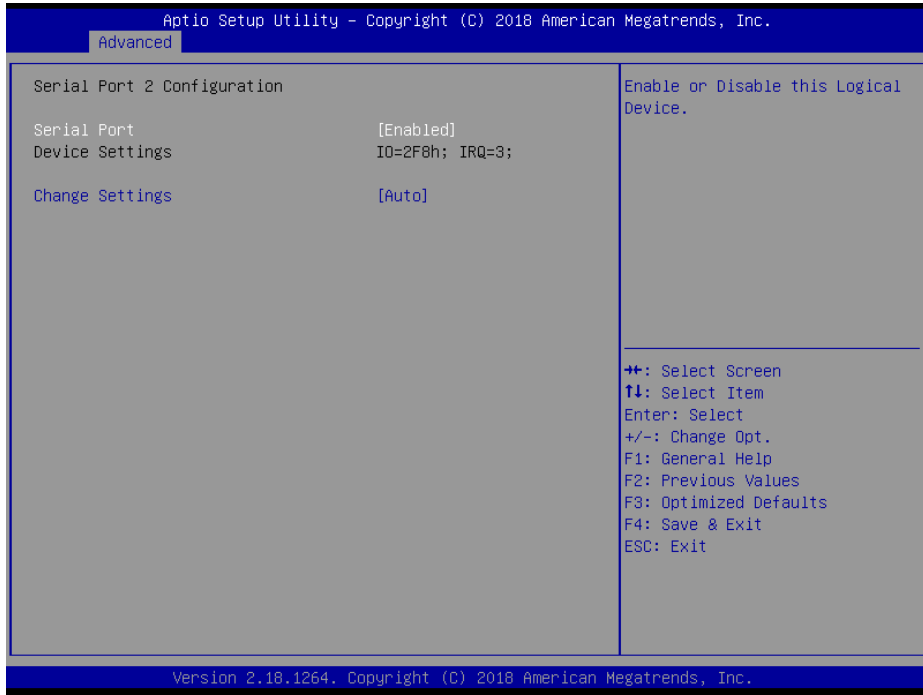 Aptio Setup Utility – Copyright (C) 2018 American Megatrends, Inc.
Advanced
Serial Port 2 Configuration
Serial Port [Enabled]
Device Settings IO=2F8h; IRQ=3;
Change Settings [Auto]
Enable or Disable this Logical
Device.
→←: Select Screen
↑↓: Select Item
Enter: Select
+/-: Change Opt.
F1: General Help
F2: Previous Values
F3: Optimized Defaults
F4: Save & Exit
ESC: Exit
Version 2.18.1264. Copyright (C) 2018 American Megatrends, Inc.